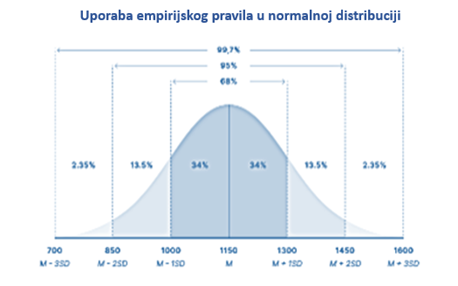 Uporaba empirijskog pravila u normalnoj distribuciji
99,7%
95%
68%
2.35% 13.5% 34% 34% 13.5% 2.35%
700 850 1000 1150 1300 1450 1600
M - 3SD M - 2SD M - 1SD M M + 1SD M + 2SD M + 3SD